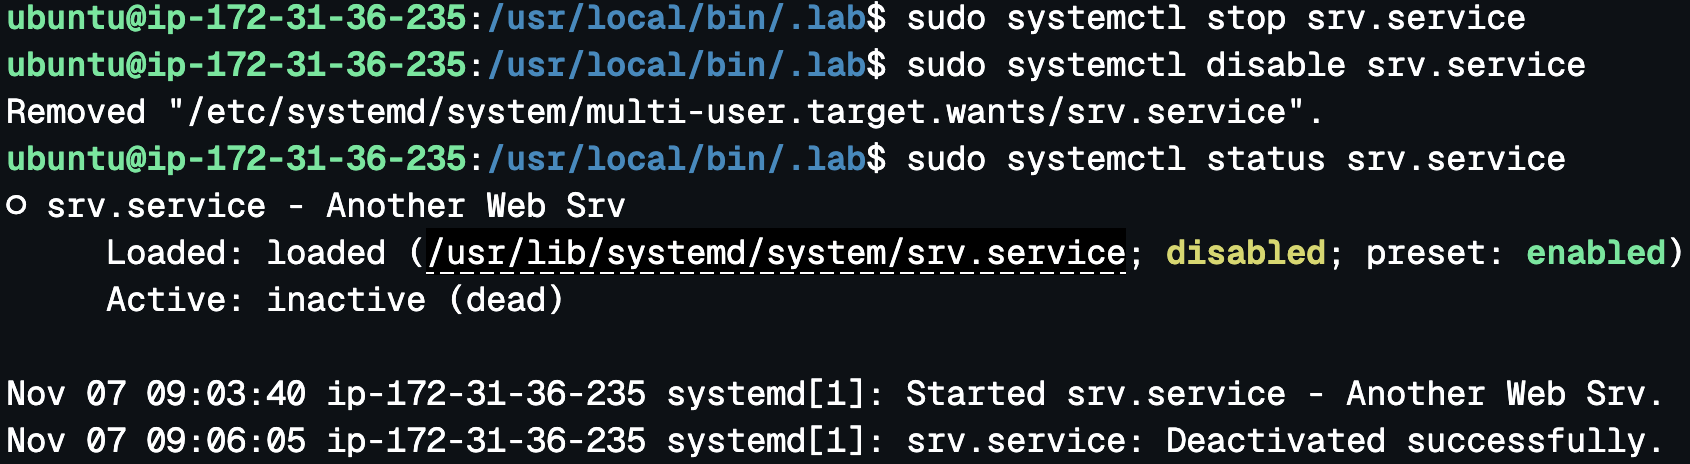 ubuntu@ip-172-31-36-235:/usr/local/bin/.lab$ sudo systemctl stop srv.service
ubuntu@ip-172-31-36-235:/usr/local/bin/.lab$ sudo systemctl disable srv.service
Removed "/etc/systemd/system/multi-user.target.wants/srv.service".
ubuntu@ip-172-31-36-235:/usr/local/bin/.lab$ sudo systemctl status srv.service
○ srv.service - Another Web Srv
     Loaded: loaded (/usr/lib/systemd/system/srv.service; disabled; preset: enabled)
     Active: inactive (dead)

Nov 07 09:03:40 ip-172-31-36-235 systemd[1]: Started srv.service - Another Web Srv.
Nov 07 09:06:05 ip-172-31-36-235 systemd[1]: srv.service: Deactivated successfully.